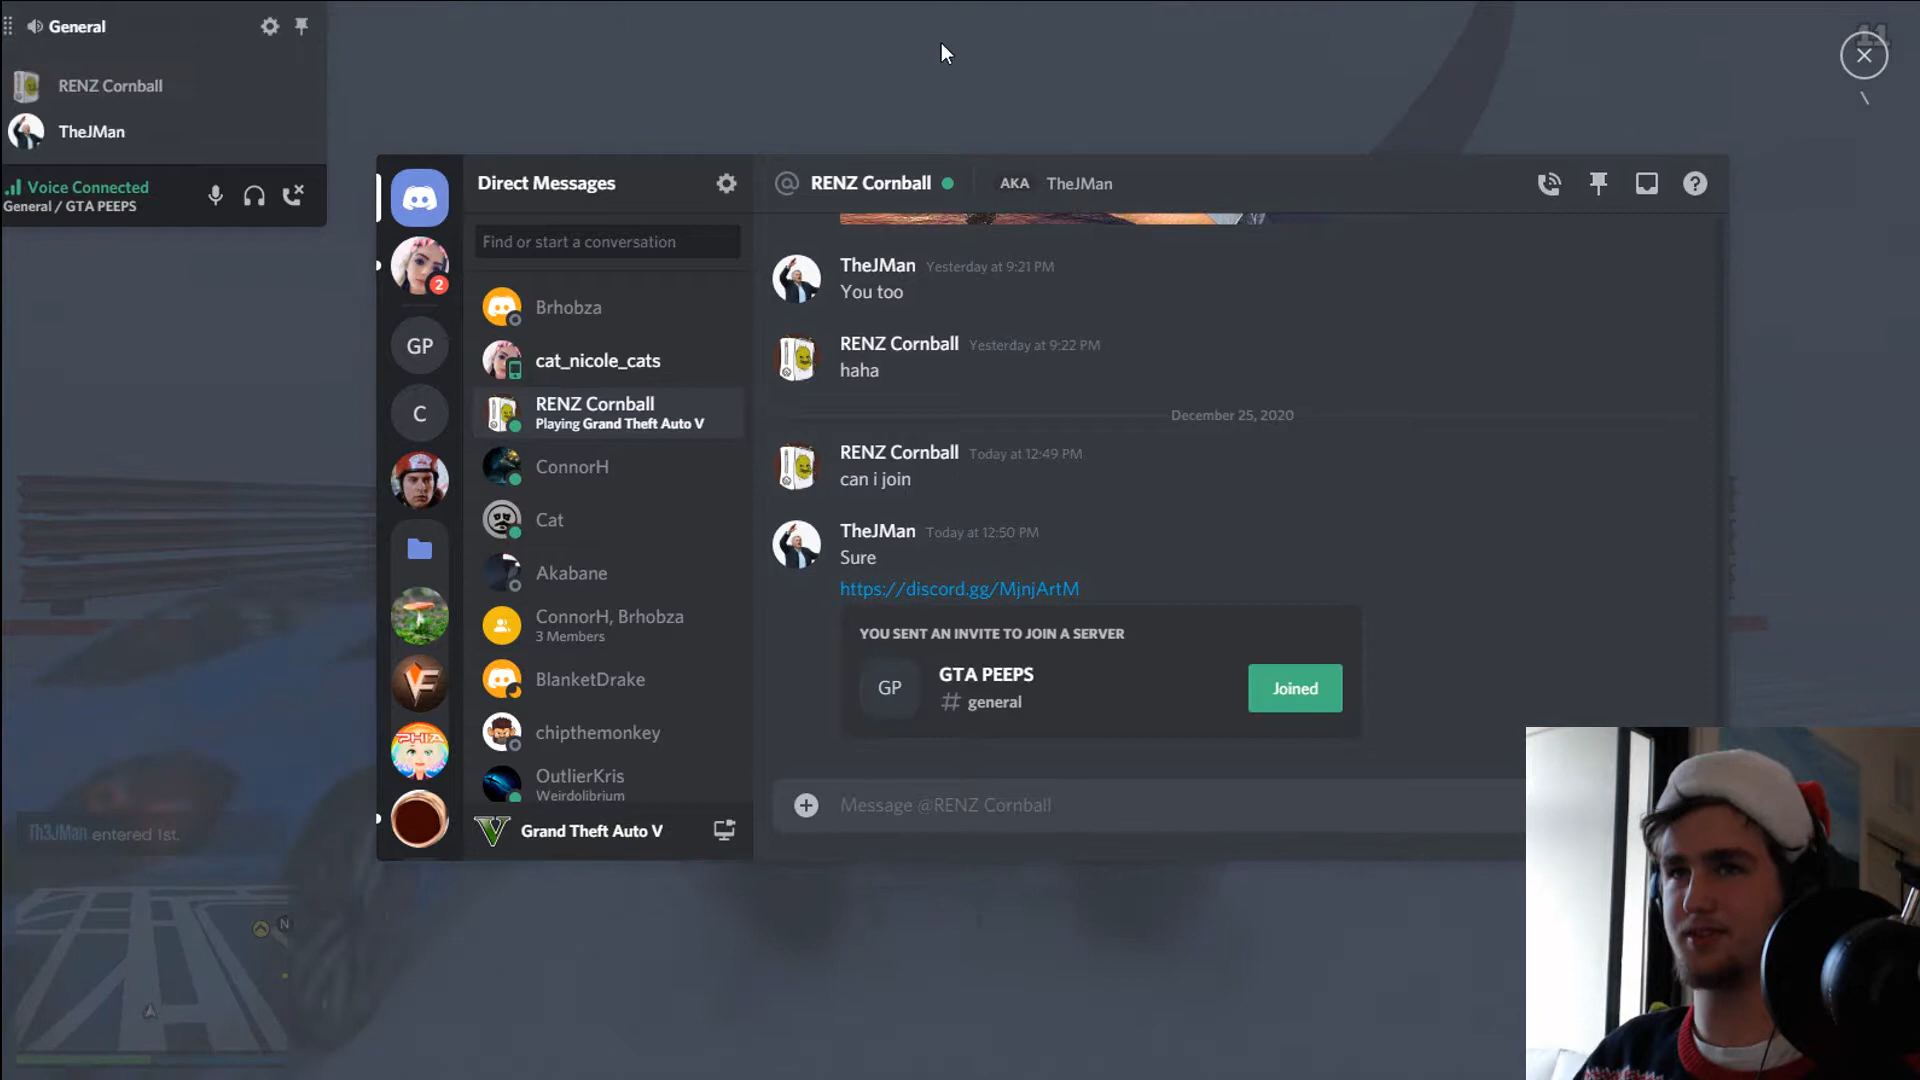 General
RENZ Cornball
TheJMan
Voice Connected
General / GTA PEEPS
11
Direct Messages
Find or start a conversation
2
GP
C
PHIA
Brhobza
cat_nicole_cats
RENZ Cornball
Playing Grand Theft Auto V
ConnorH
Cat
Akabane
ConnorH, Brhobza
3 Members
BlanketDrake
chipthemonkey
OutlierKris
Weirdolibrium
Grand Theft Auto V
@ RENZ Cornball AKA TheJMan
TheJMan Yesterday at 9:21 PM
You too
RENZ Cornball Yesterday at 9:22 PM
haha
December 25, 2020
RENZ Cornball Today at 12:49 PM
can i join
TheJMan Today at 12:50 PM
Sure
https://discord.gg/MjnjArtM
YOU SENT AN INVITE TO JOIN A SERVER
GP
GTA PEEPS
# general
Joined
Message @RENZ Cornball
Th3JMan entered 1st.
N